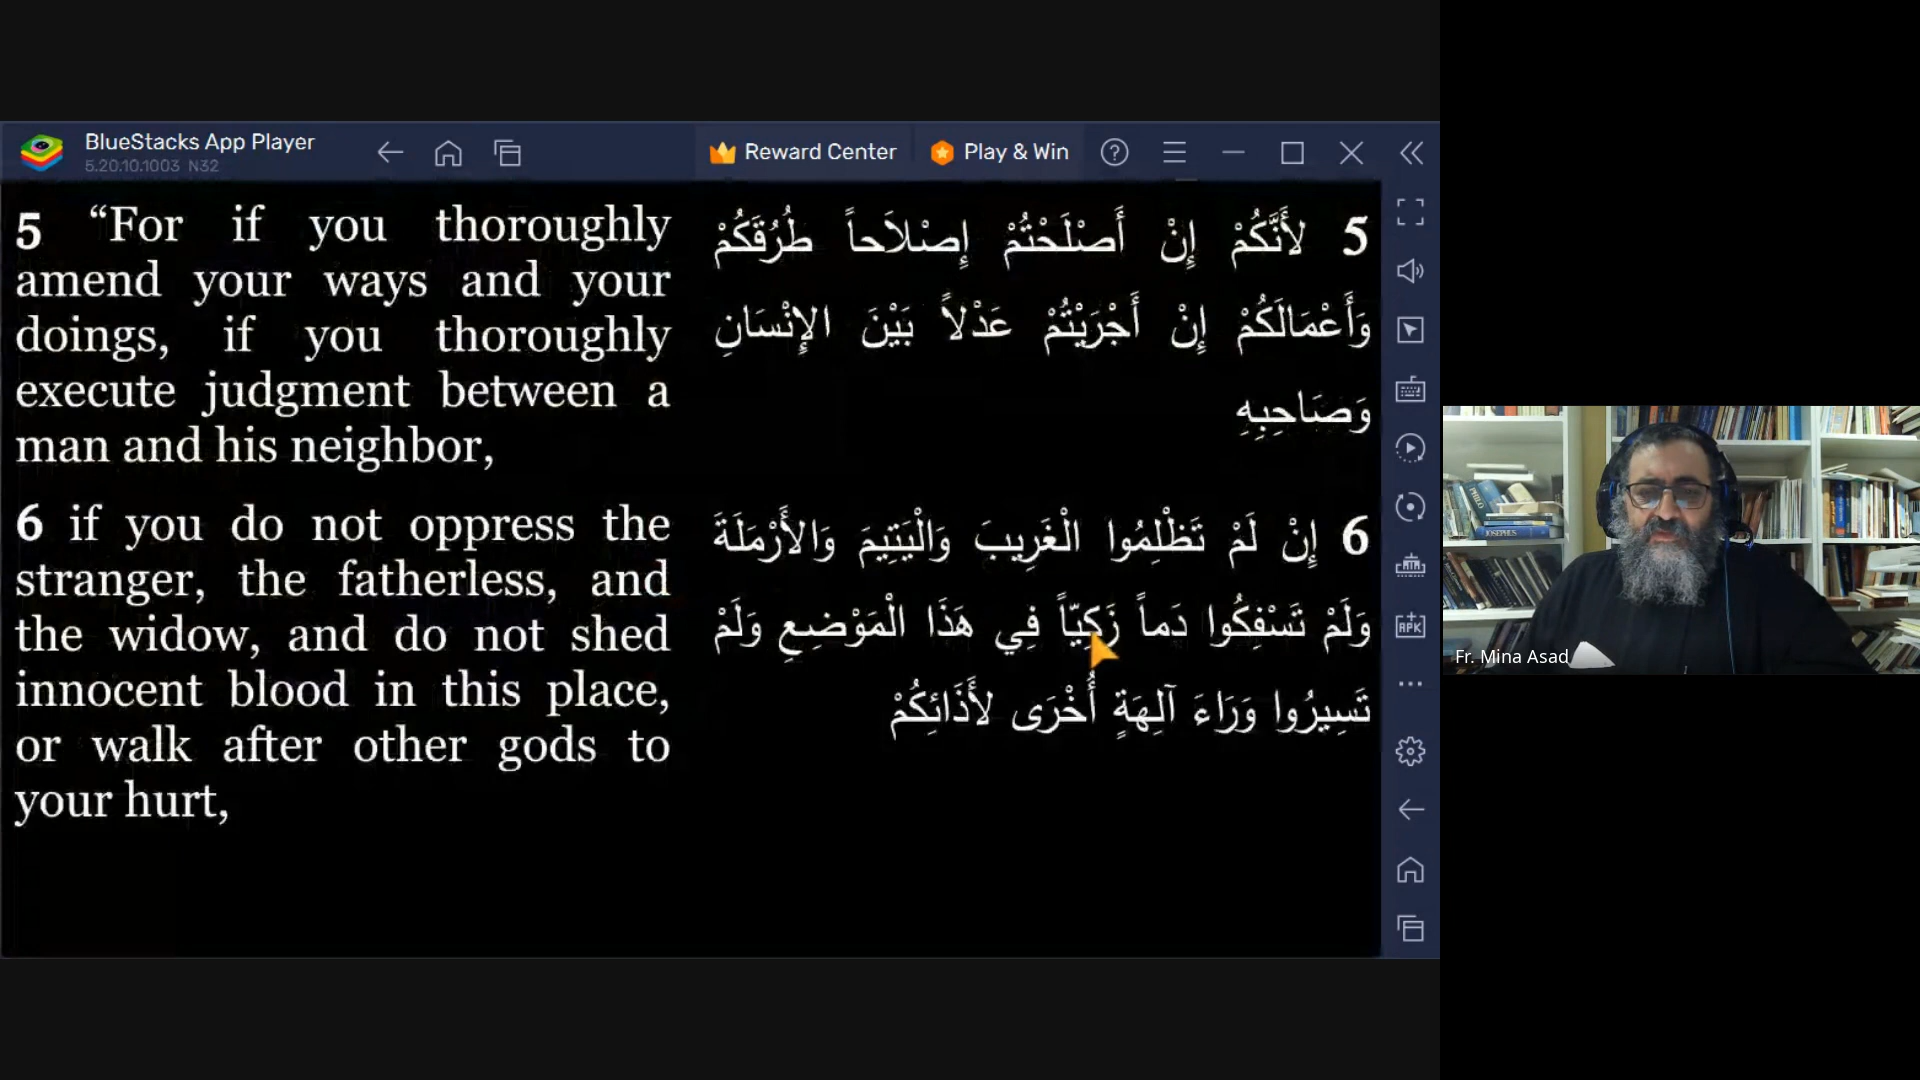 BlueStacks App Player
5.20.10.1003 N32
Reward Center
Play & Win
5 “For if you thoroughly
amend your ways and your
doings, if you thoroughly
execute judgment between a
man and his neighbor,
6 if you do not oppress the
stranger, the fatherless, and
the widow, and do not shed
innocent blood in this place,
or walk after other gods to
your hurt,
5 لأَنَّكُمْ إِنْ أَصْلَحْتُمْ إِصْلاَحاً طُرُقَكُمْ
وَأَعْمَالَكُمْ إِنْ أَجْرَيْتُمْ عَدْلاً بَيْنَ الإِنْسَانِ
وَصَاحِبِهِ
6 إِنْ لَمْ تَظْلِمُوا الْغَرِيبَ وَالْيَتِيمَ وَالأَرْمَلَةَ
وَلَمْ تَسْفِكُوا دَماً زَكِيّاً فِي هَذَا الْمَوْضِعِ وَلَمْ
تَسِيرُوا وَرَاءَ آلِهَةٍ أُخْرَى لأَذَائِكُمْ
APK
PHILO
JOSEPHUS
Fr. Mina Asad